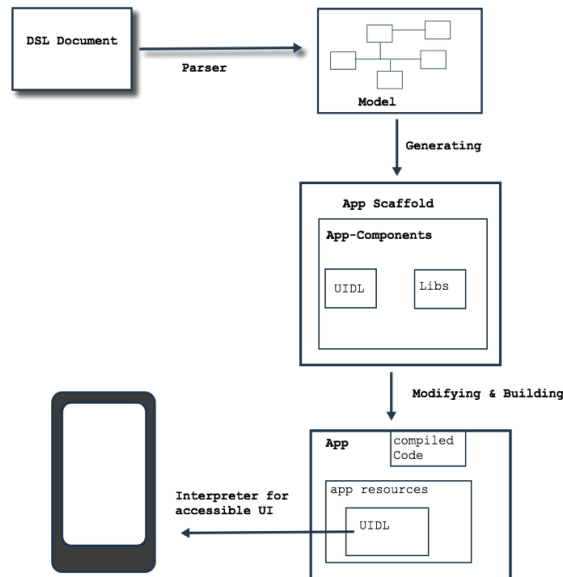 DSL Document
Parser
Model
Generating
App Scaffold
App-Components
UIDL
Libs
Modifying & Building
App
compiled
Code
app resources
UIDL
Interpreter for
accessible UI